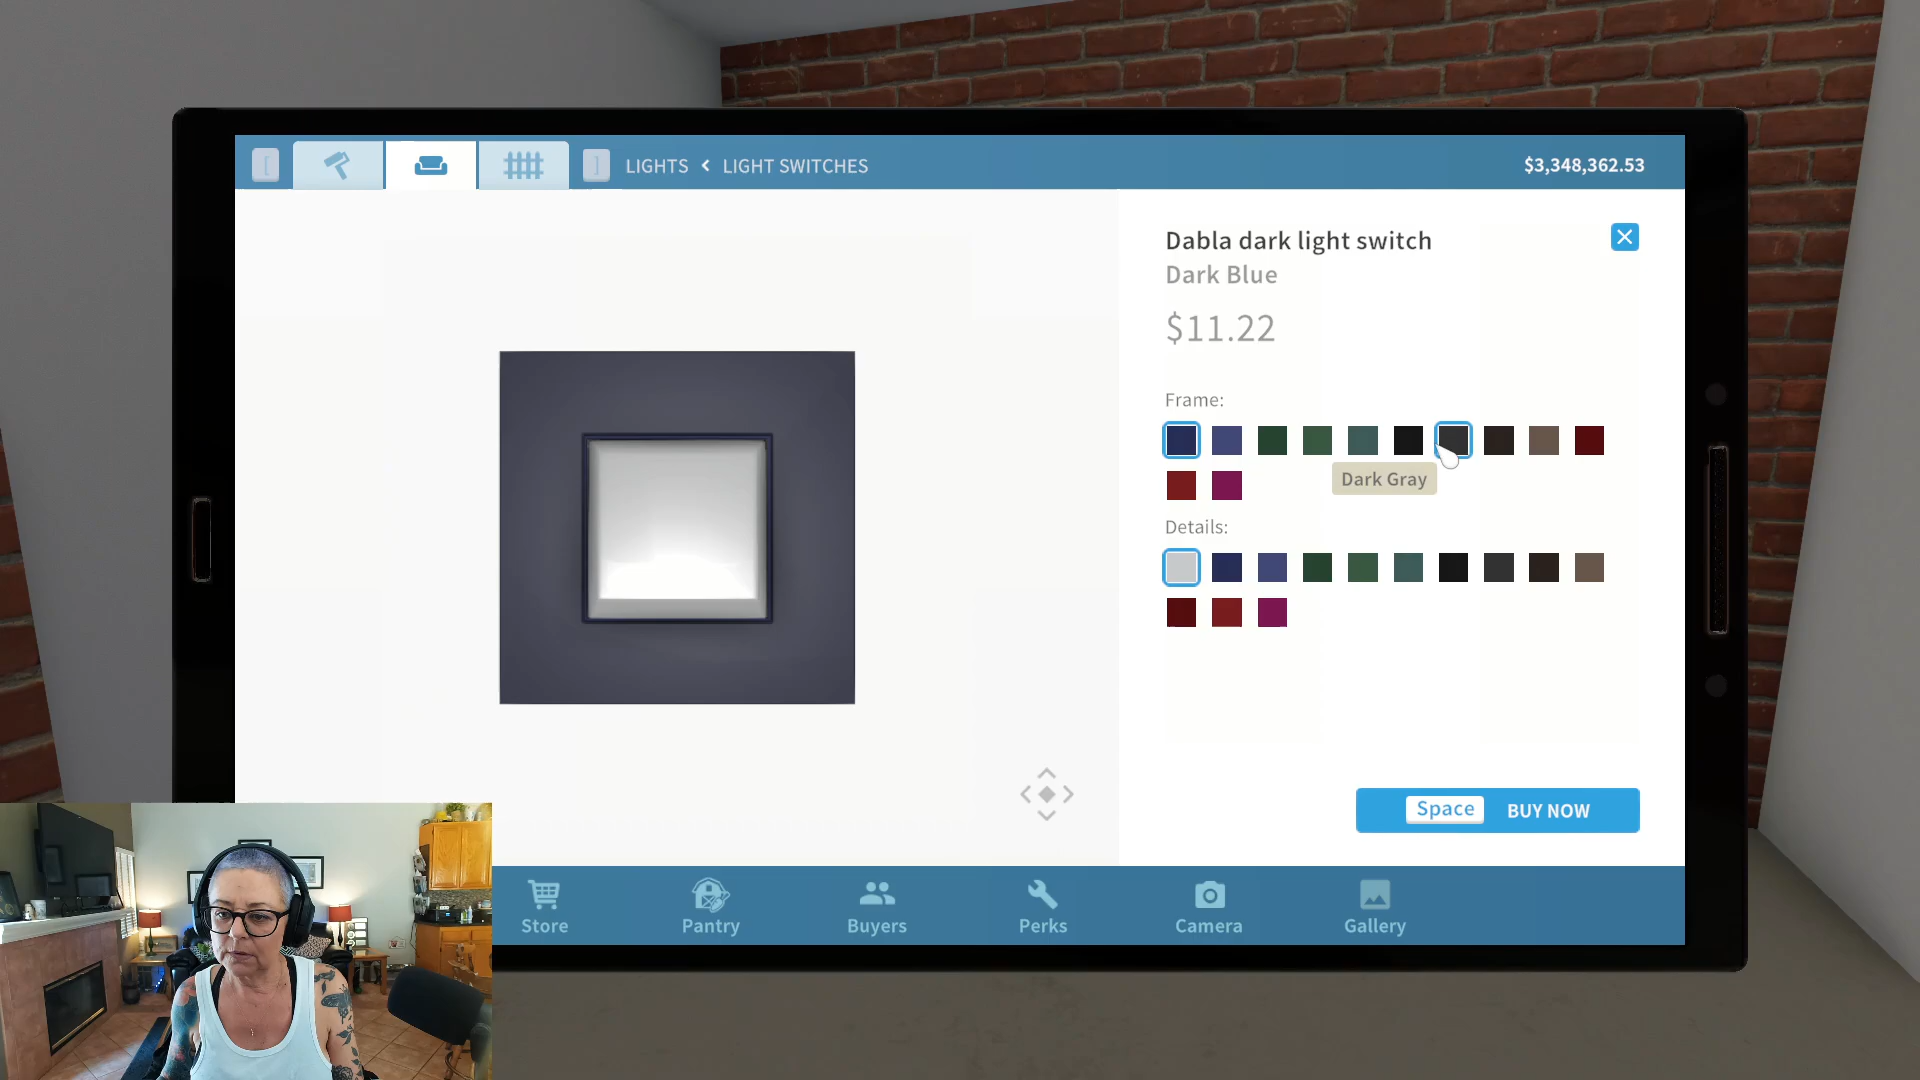 [
]
LIGHTS < LIGHT SWITCHES
$3,348,362.53
Dabla dark light switch
Dark Blue
$11.22
Frame:
Dark Gray
Details:
Space BUY NOW
Store
Pantry
Buyers
Perks
Camera
Gallery